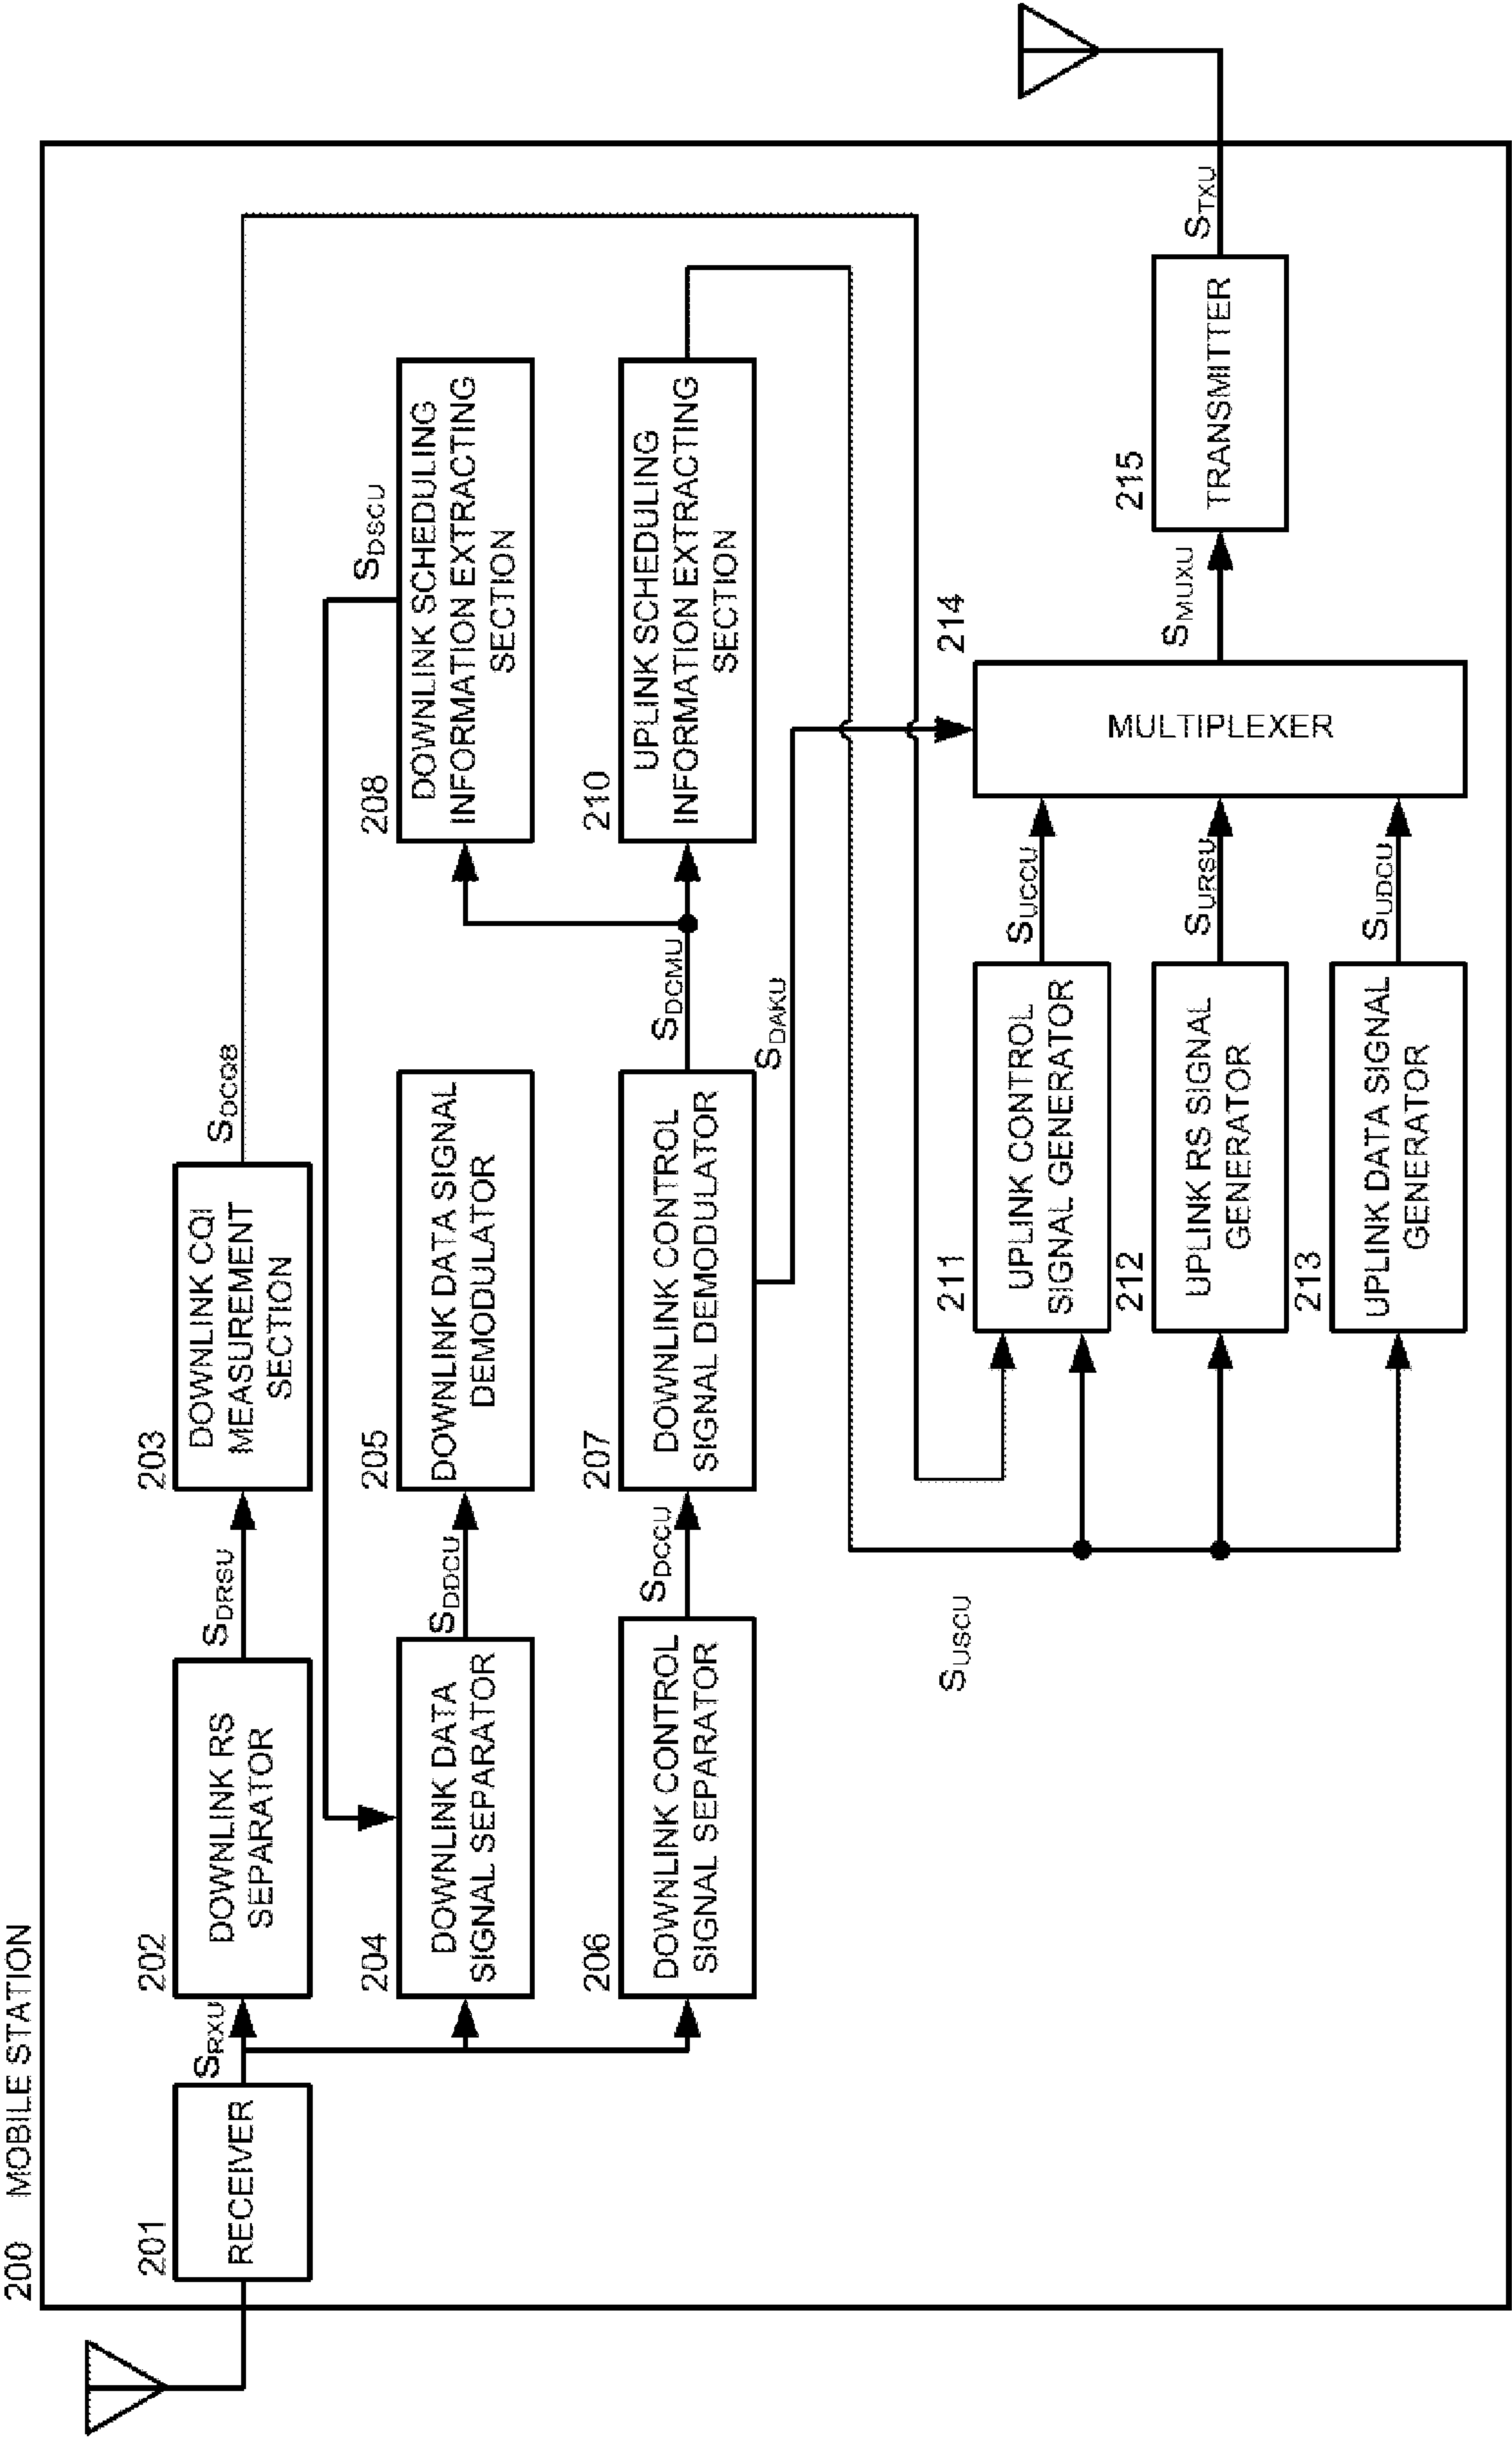 200 MOBILE STATION
201
RECEIVER
SRXU
202
DOWNLINK RS
SEPARATOR
SDRSU
203
DOWNLINK CQI
MEASUREMENT
SECTION
SDCQB
204
DOWNLINK DATA
SIGNAL SEPARATOR
SDDCU
205
DOWNLINK DATA SIGNAL
DEMODULATOR
SDSCU
208
DOWNLINK SCHEDULING
INFORMATION EXTRACTING
SECTION
206
DOWNLINK CONTROL
SIGNAL SEPARATOR
SDCCU
207
DOWNLINK CONTROL
SIGNAL DEMODULATOR
SDCMU
SDAKU
210
UPLINK SCHEDULING
INFORMATION EXTRACTING
SECTION
SUSCU
211
UPLINK CONTROL
SIGNAL GENERATOR
SUCCU
212
UPLINK RS SIGNAL
GENERATOR
SURSU
213
UPLINK DATA SIGNAL
GENERATOR
SUDCU
214
MULTIPLEXER
SMUXU
215
TRANSMITTER
STXU